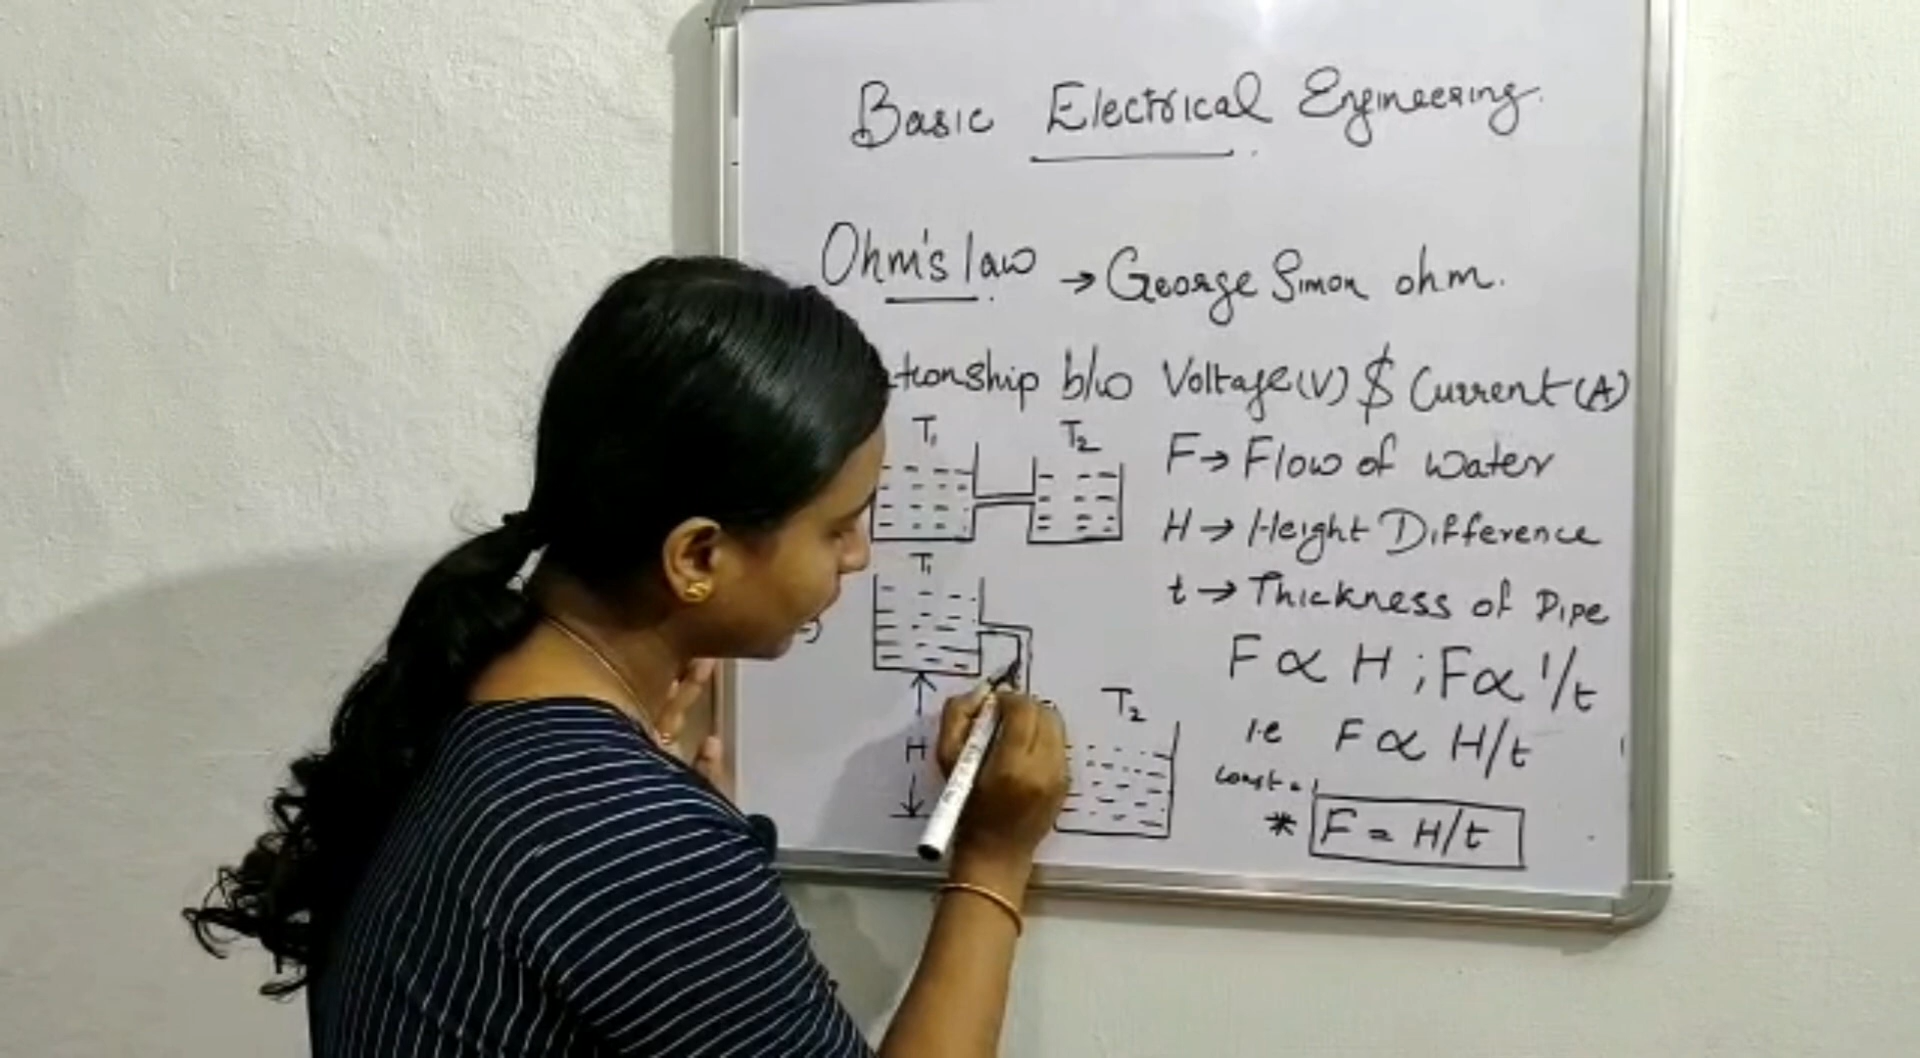 Basic Electrical Engineering.
Ohm's law → George Simon ohm.
tionship b/w Voltage(V) $ Current(A)
T1 T2
F → Flow of water
H → Height Difference
T1
t → Thickness of Pipe
F ∝ H ; F ∝ 1/t
T2
i.e F ∝ H/t
H
const =
* F = H/t